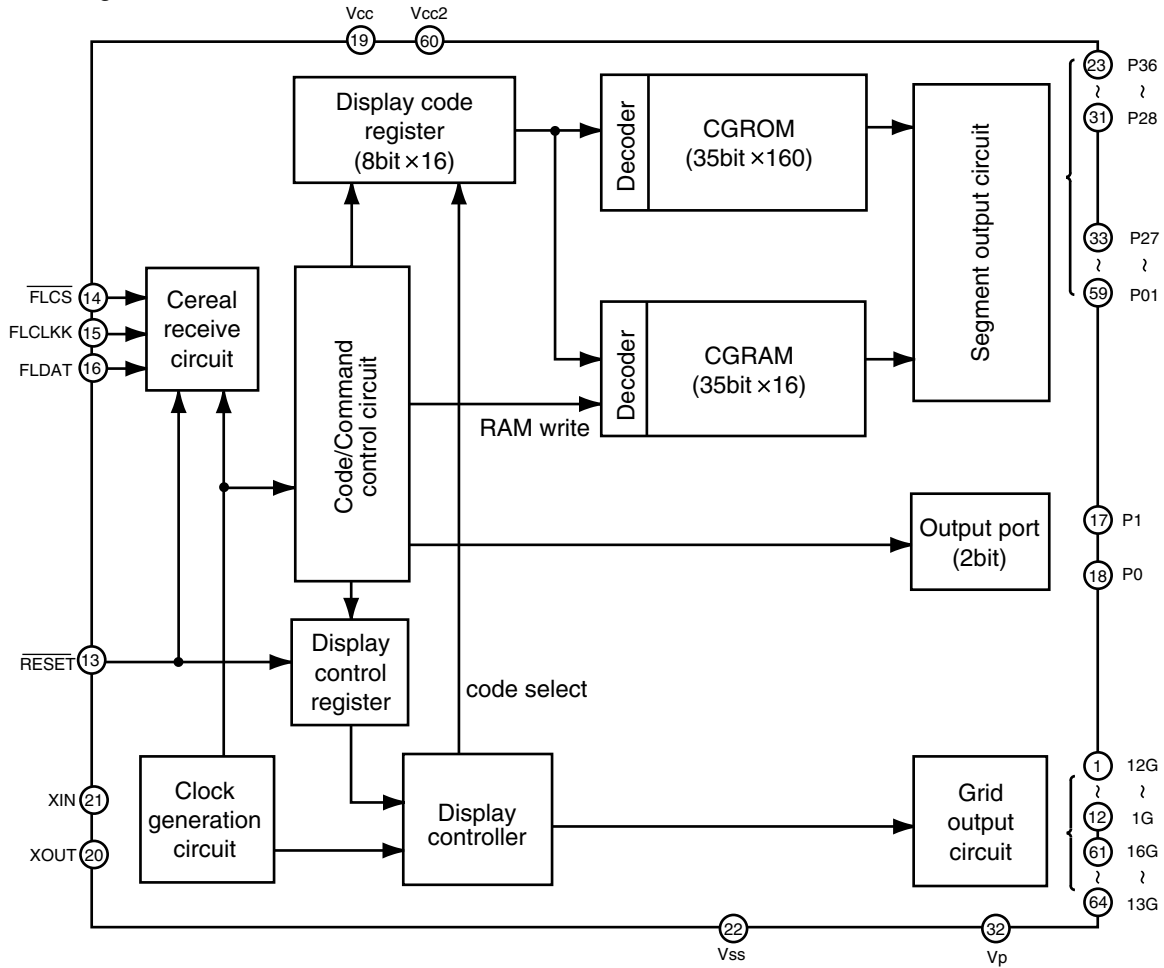 Vcc
Vcc2
19
60
23
P36
~
~
31
P28
33
P27
~
~
59
P01
Display code
register
(8bit×16)
Decoder
CGROM
(35bit×160)
Segment output circuit
FLCS
14
FLCLKK
15
FLDAT
16
Cereal
receive
circuit
Code/Command
control circuit
Decoder
CGRAM
(35bit×16)
RAM write
Output port
(2bit)
17
P1
18
P0
RESET
13
Display
control
register
code select
XIN
21
XOUT
20
Clock
generation
circuit
Display
controller
Grid
output
circuit
1
12G
~
~
12
1G
61
16G
~
~
64
13G
22
Vss
32
Vp